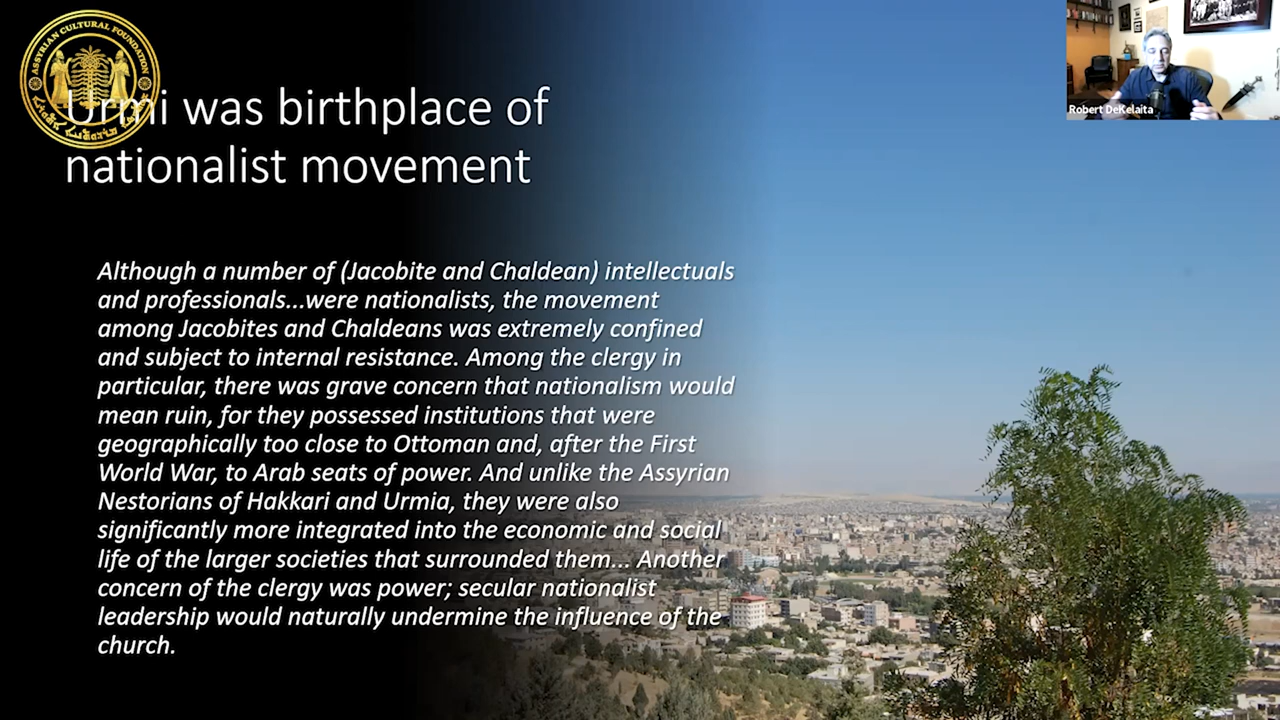 ASSYRIAN CULTURAL FOUNDATION
Urmi was birthplace of
nationalist movement
Robert DeKelaita
Although a number of (Jacobite and Chaldean) intellectuals
and professionals...were nationalists, the movement
among Jacobites and Chaldeans was extremely confined
and subject to internal resistance. Among the clergy in
particular, there was grave concern that nationalism would
mean ruin, for they possessed institutions that were
geographically too close to Ottoman and, after the First
World War, to Arab seats of power. And unlike the Assyrian
Nestorians of Hakkari and Urmia, they were also
significantly more integrated into the economic and social
life of the larger societies that surrounded them... Another
concern of the clergy was power; secular nationalist
leadership would naturally undermine the influence of the
church.